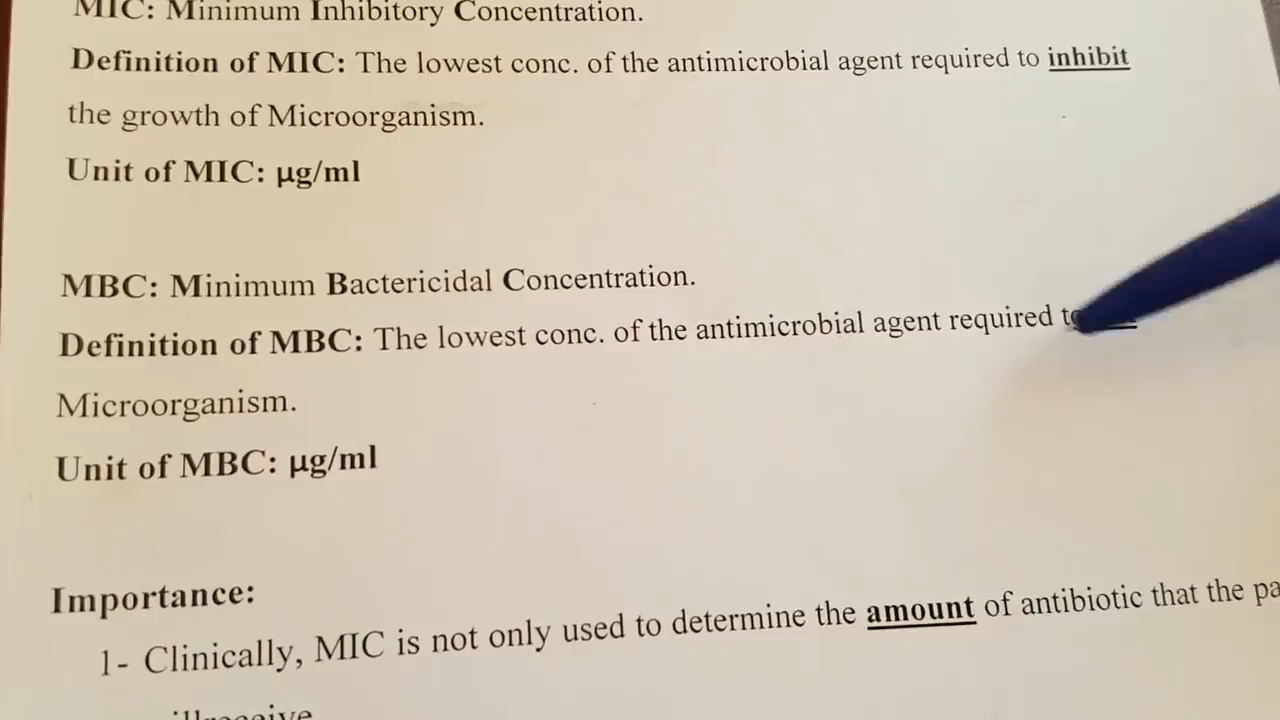 MIC: Minimum Inhibitory Concentration.
Definition of MIC: The lowest conc. of the antimicrobial agent required to inhibit
the growth of Microorganism.
Unit of MIC: µg/ml
MBC: Minimum Bactericidal Concentration.
Definition of MBC: The lowest conc. of the antimicrobial agent required to
Microorganism.
Unit of MBC: µg/ml
Importance:
1- Clinically, MIC is not only used to determine the amount of antibiotic that the